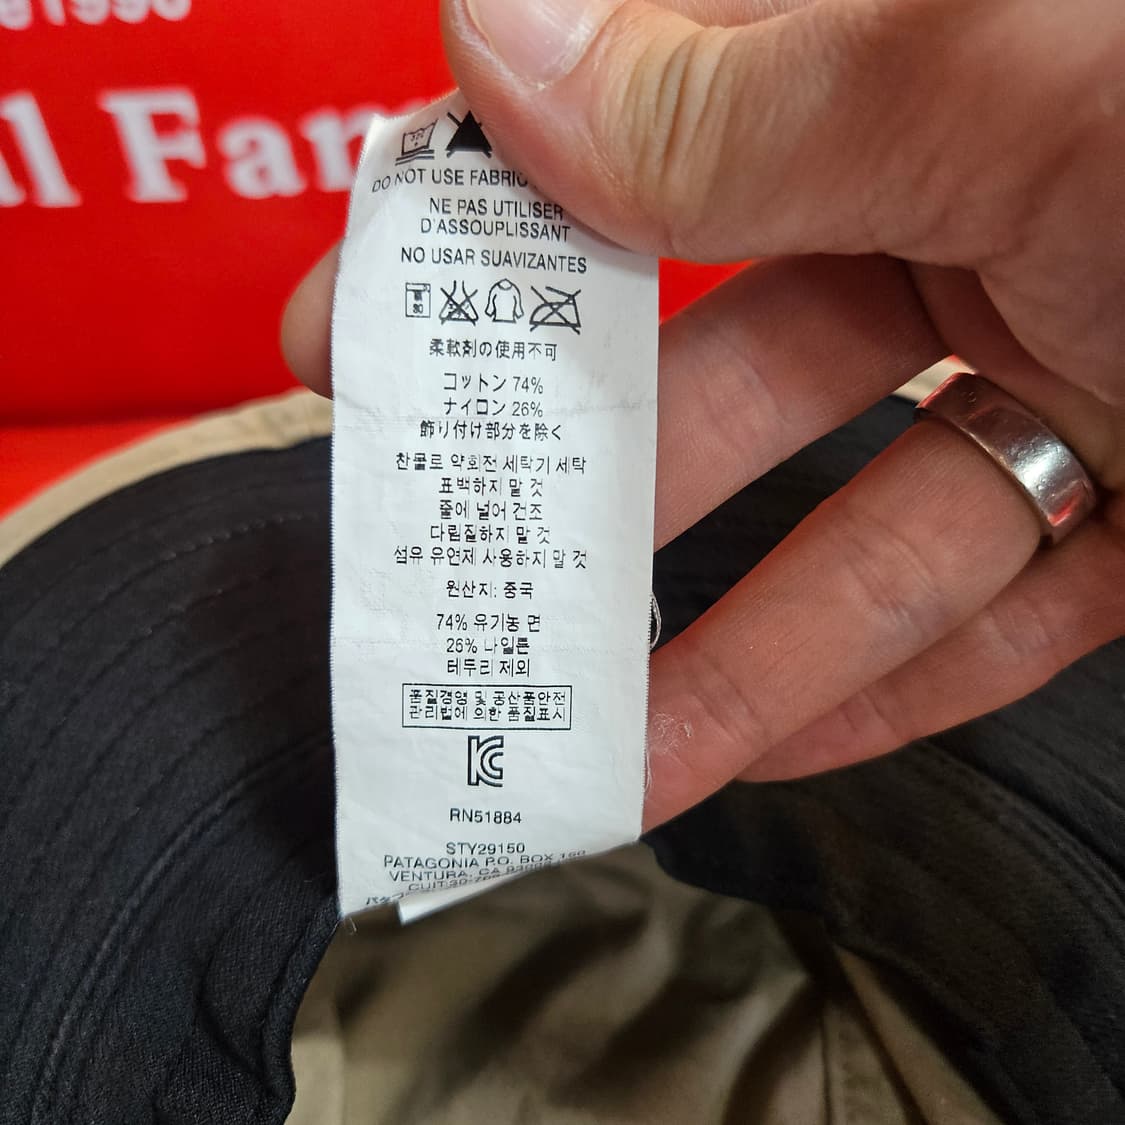 DO NOT USE FABRIC
NE PAS UTILISER
D'ASSOUPLISSANT
NO USAR SUAVIZANTES
柔軟剤の使用不可
コットン 74%
ナイロン 26%
飾り付け部分を除く
찬물로 약회전 세탁기 세탁
표백하지 말 것
줄에 널어 건조
다림질하지 말 것
섬유 유연제 사용하지 말 것
원산지: 중국
74% 유기농 면
26% 나일론
테두리 제외
품질경영 및 공산품안전
관리법에 의한 품질표시
RN51884
STY29150
PATAGONIA P.O. BOX
VENTURA, CA
CUIT:30-